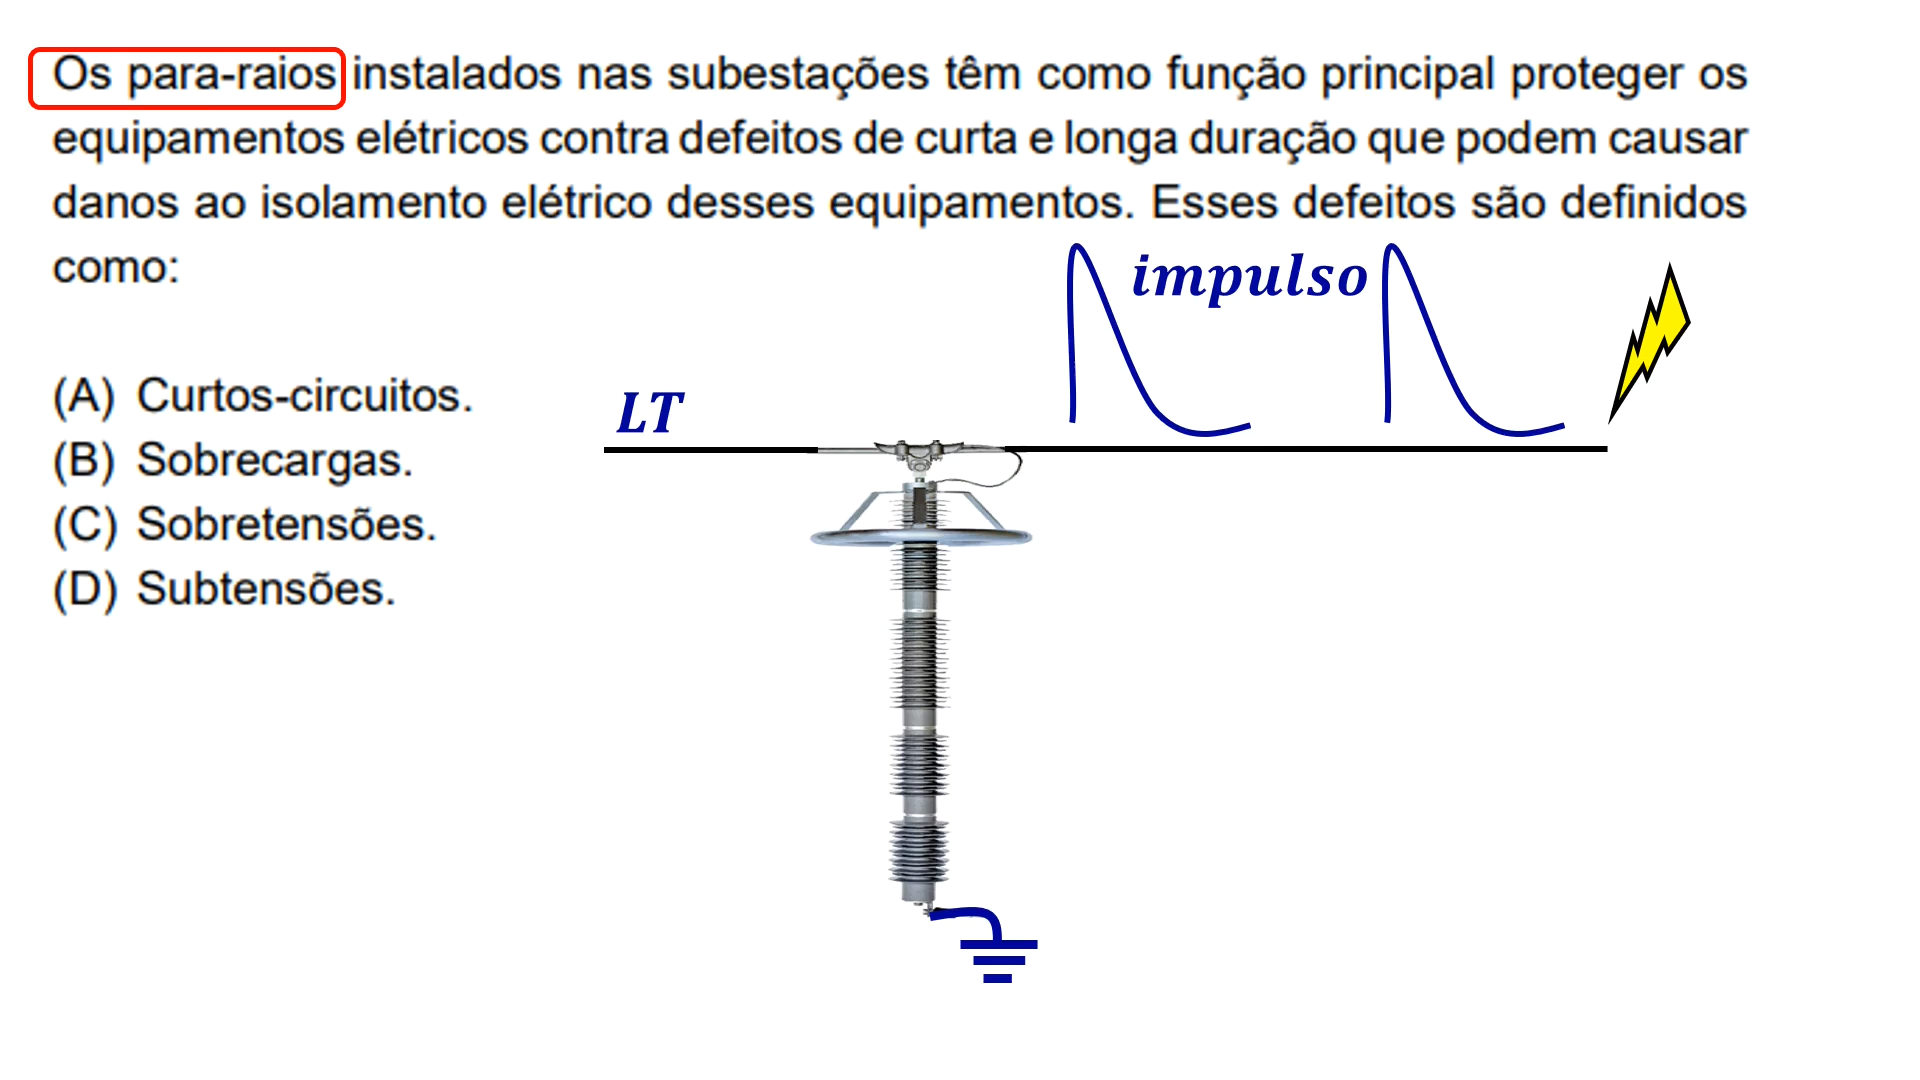 Os para-raios instalados nas subestações têm como função principal proteger os
equipamentos elétricos contra defeitos de curta e longa duração que podem causar
danos ao isolamento elétrico desses equipamentos. Esses defeitos são definidos
como:
impulso
(A) Curtos-circuitos.
LT
(B) Sobrecargas.
(C) Sobretensões.
(D) Subtensões.